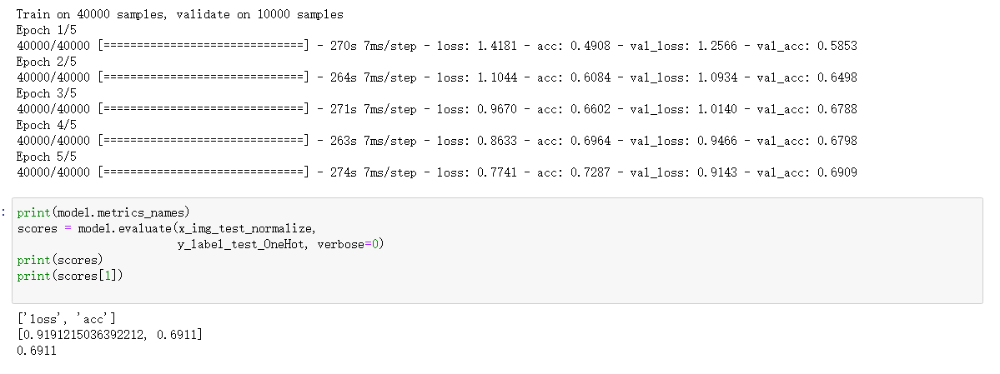 Train on 40000 samples, validate on 10000 samples
Epoch 1/5
40000/40000 [==============================] - 270s 7ms/step - loss: 1.4181 - acc: 0.4908 - val_loss: 1.2566 - val_acc: 0.5853
Epoch 2/5
40000/40000 [==============================] - 264s 7ms/step - loss: 1.1044 - acc: 0.6084 - val_loss: 1.0934 - val_acc: 0.6498
Epoch 3/5
40000/40000 [==============================] - 271s 7ms/step - loss: 0.9670 - acc: 0.6602 - val_loss: 1.0140 - val_acc: 0.6788
Epoch 4/5
40000/40000 [==============================] - 263s 7ms/step - loss: 0.8633 - acc: 0.6964 - val_loss: 0.9466 - val_acc: 0.6798
Epoch 5/5
40000/40000 [==============================] - 274s 7ms/step - loss: 0.7741 - acc: 0.7287 - val_loss: 0.9143 - val_acc: 0.6909
: print(model.metrics_names)
scores = model.evaluate(x_img_test_normalize,
y_label_test_OneHot, verbose=0)
print(scores)
print(scores[1])
['loss', 'acc']
[0.9191215036392212, 0.6911]
0.6911